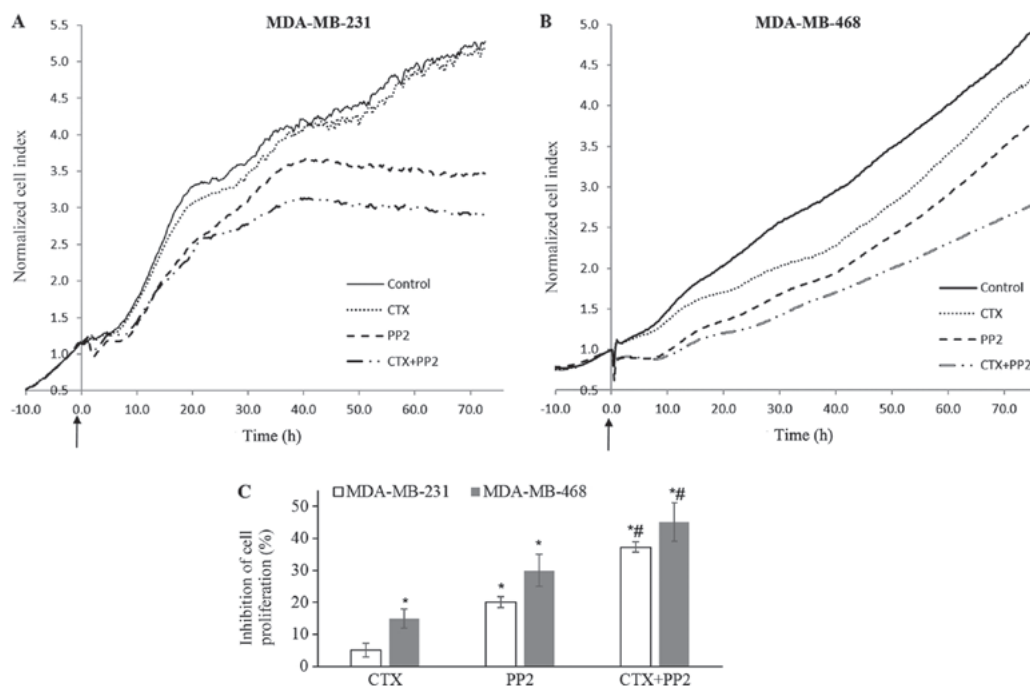 A
MDA-MB-231
Normalized cell index
5.5
5.0
4.5
4.0
3.5
3.0
2.5
2.0
1.5
1.0
0.5
-10.0 0.0 10.0 20.0 30.0 40.0 50.0 60.0 70.0
Time (h)
Control
CTX
PP2
CTX+PP2
B
MDA-MB-468
Normalized cell index
5.0
4.5
4.0
3.5
3.0
2.5
2.0
1.5
1.0
0.5
-10.0 0.0 10.0 20.0 30.0 40.0 50.0 60.0 70.0
Time (h)
Control
CTX
PP2
CTX+PP2
C
MDA-MB-231 MDA-MB-468
Inhibition of cell
proliferation (%)
50
40
30
20
10
0
*
*
*
*#
*#
CTX PP2 CTX+PP2